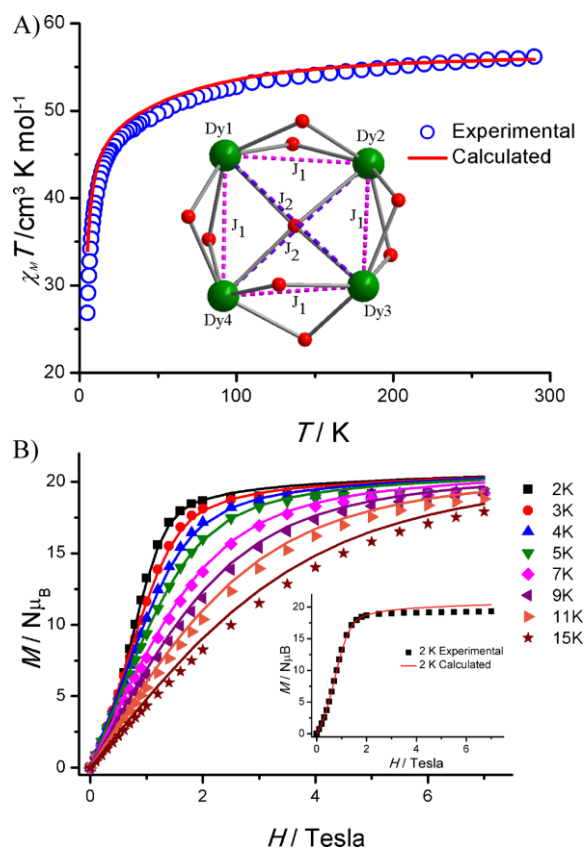 A)
60
50
40
30
20
χM T /cm³ K mol⁻¹
Dy1
Dy2
J1
J2
J1
J1
J2
Dy4
J1
Dy3
Experimental
Calculated
0
100
200
300
T / K
B)
20
15
10
5
0
M / NμB
2K
3K
4K
5K
7K
9K
11K
15K
20
15
10
5
0
M / NμB
2 K Experimental
2 K Calculated
0 2 4 6
H / Tesla
0
2
4
6
H / Tesla